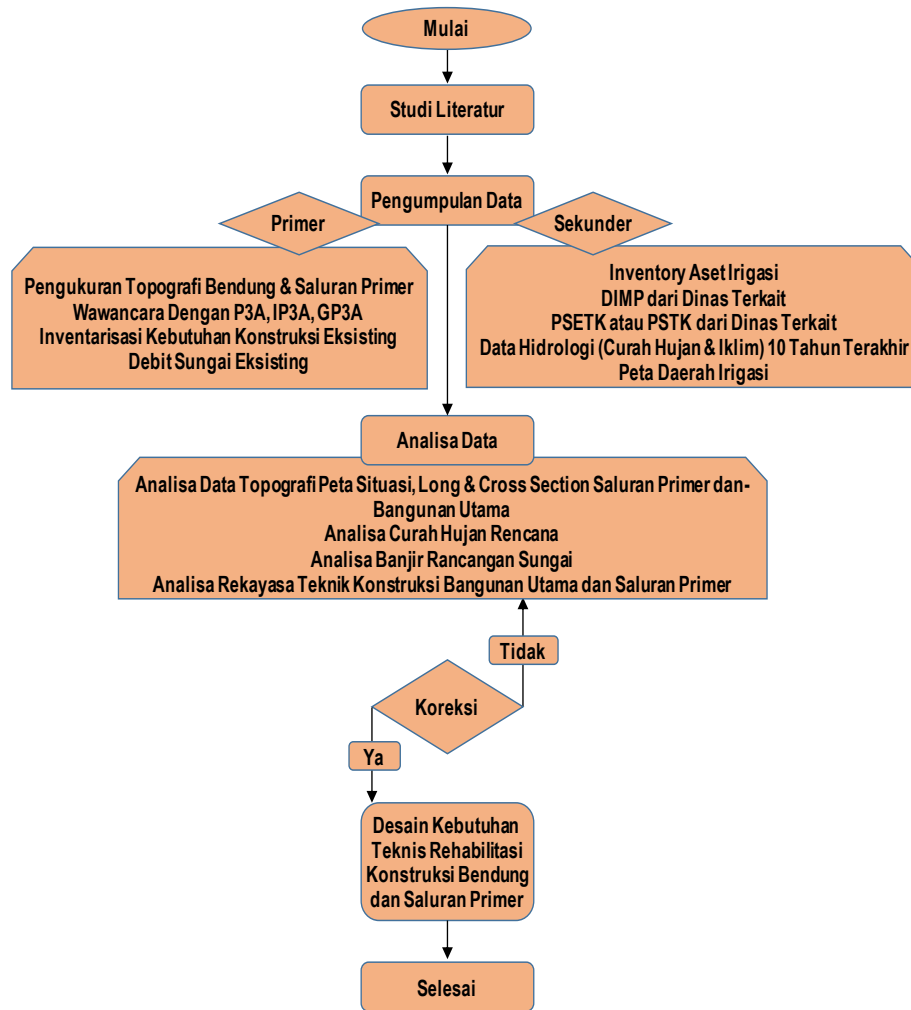 Mulai
Studi Literatur
Pengumpulan Data
Primer
Sekunder
Pengukuran Topografi Bendung & Saluran Primer
Wawancara Dengan P3A, IP3A, GP3A
Inventarisasi Kebutuhan Konstruksi Eksisting
Debit Sungai Eksisting
Inventory Aset Irigasi
DIMP dari Dinas Terkait
PSETK atau PSTK dari Dinas Terkait
Data Hidrologi (Curah Hujan & Iklim) 10 Tahun Terakhir
Peta Daerah Irigasi
Analisa Data
Analisa Data Topografi Peta Situasi, Long & Cross Section Saluran Primer dan-
Bangunan Utama
Analisa Curah Hujan Rencana
Analisa Banjir Rancangan Sungai
Analisa Rekayasa Teknik Konstruksi Bangunan Utama dan Saluran Primer
Tidak
Koreksi
Ya
Desain Kebutuhan
Teknis Rehabilitasi
Konstruksi Bendung
dan Saluran Primer
Selesai